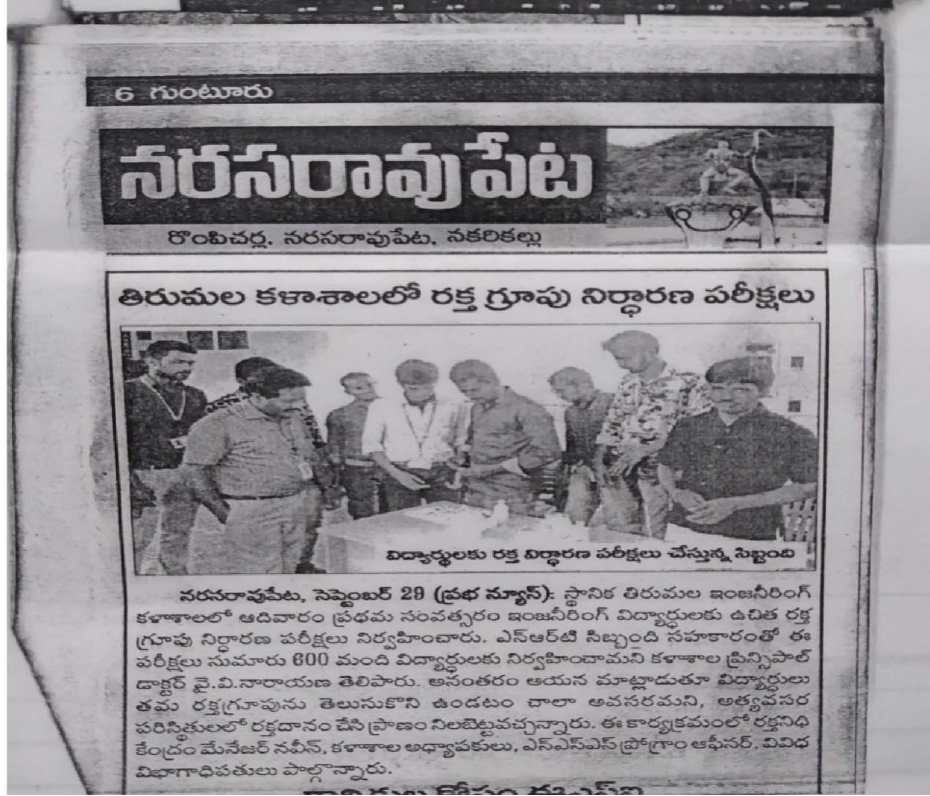 6 గుంటూరు
నరసరావుపేట
రొంపిచర్ల, నరసరావుపేట, నకరికల్లు
తిరుమల కళాశాలలో రక్త గ్రూపు నిర్ధారణ పరీక్షలు
విద్యార్థులకు రక్త నిర్ధారణ పరీక్షలు చేస్తున్న సిబ్బంది
నరసరావుపేట, సెప్టెంబర్ 29 (ప్రభ న్యూస్): స్థానిక తిరుమల ఇంజనీరింగ్
కళాశాలలో ఆదివారం ప్రథమ సంవత్సరం ఇంజనీరింగ్ విద్యార్థులకు ఉచిత రక్త
గ్రూపు నిర్ధారణ పరీక్షలు నిర్వహించారు. ఎన్ఆర్‌టి సిబ్బంది సహకారంతో ఈ
పరీక్షలు సుమారు 600 మంది విద్యార్థులకు నిర్వహించామని కళాశాల ప్రిన్సిపాల్
డాక్టర్ వై.వి.నారాయణ తెలిపారు. అనంతరం ఆయన మాట్లాడుతూ విద్యార్థులు
తమ రక్తగ్రూపును తెలుసుకొని ఉండటం చాలా అవసరమని, అత్యవసర
పరిస్థితులలో రక్తదానం చేసి ప్రాణం నిలబెట్టవచ్చన్నారు. ఈ కార్యక్రమంలో రక్తనిధి
కేంద్రం మేనేజర్ నవీన్, కళాశాల అధ్యాపకులు, ఎన్ఎస్ఎస్ ప్రోగ్రాం ఆఫీసర్, వివిధ
విభాగాధిపతులు పాల్గొన్నారు.